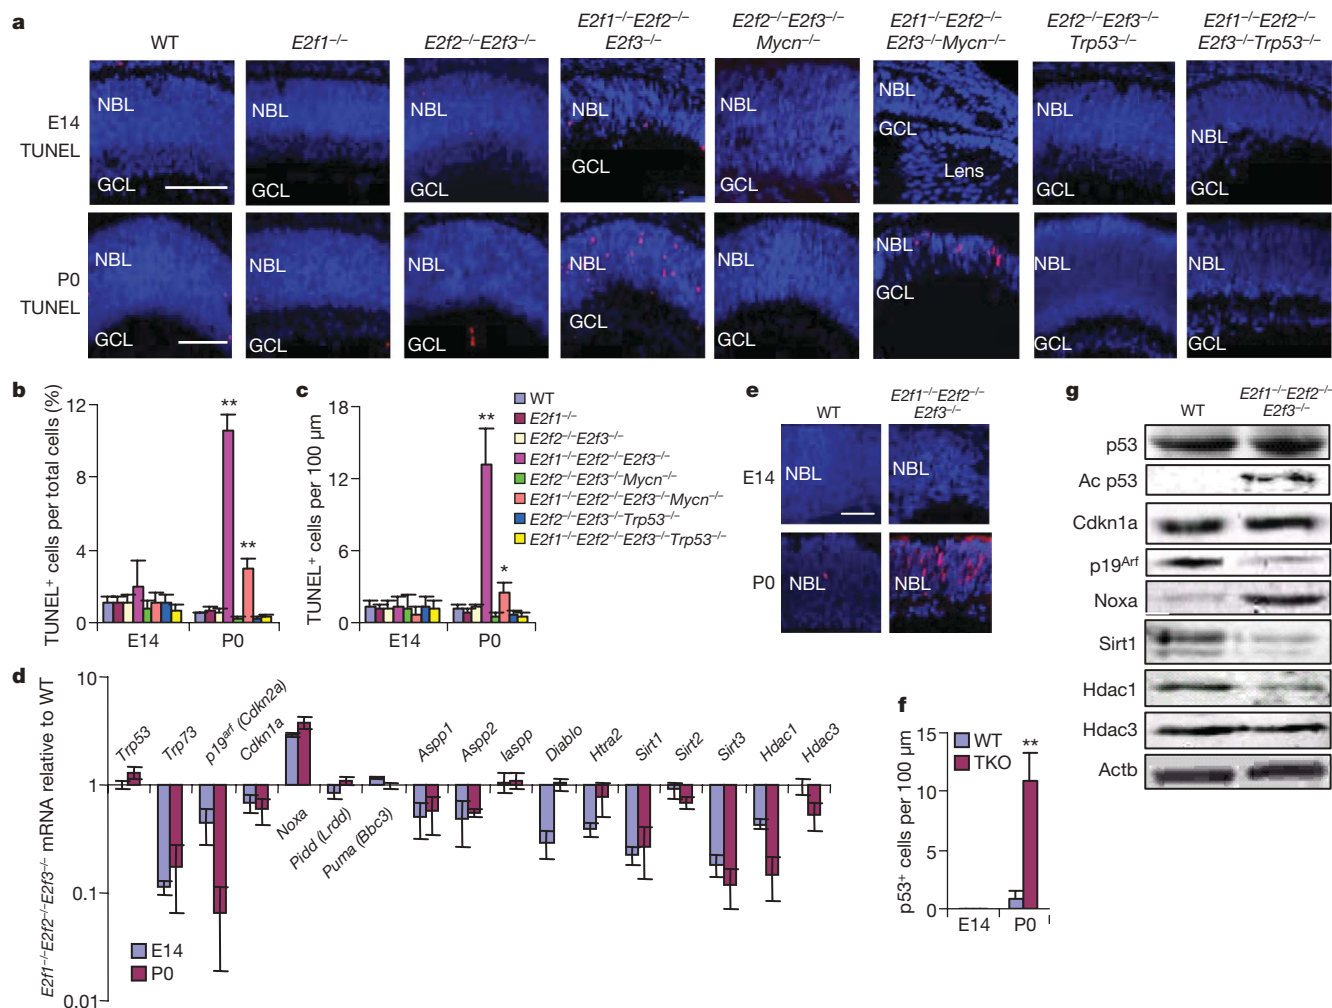 a
WT
E2f1–/–
E2f2–/–E2f3–/–
E2f1–/–E2f2–/–
E2f3–/–
E2f2–/–E2f3–/–
Mycn–/–
E2f1–/–E2f2–/–
E2f3–/–Mycn–/–
E2f2–/–E2f3–/–
Trp53–/–
E2f1–/–E2f2–/–
E2f3–/–Trp53–/–
E14
TUNEL
NBL
GCL
NBL
GCL
NBL
GCL
NBL
GCL
NBL
GCL
NBL
GCL
Lens
NBL
GCL
NBL
GCL
P0
TUNEL
NBL
GCL
NBL
GCL
NBL
GCL
NBL
GCL
NBL
GCL
NBL
GCL
NBL
GCL
NBL
GCL
b
TUNEL+ cells per total cells (%)
12
8
4
0
**
**
E14
P0
c
TUNEL+ cells per 100 µm
18
12
6
0
**
*
E14
P0
WT
E2f1–/–
E2f2–/–E2f3–/–
E2f1–/–E2f2–/–E2f3–/–
E2f2–/–E2f3–/–Mycn–/–
E2f1–/–E2f2–/–E2f3–/–Mycn–/–
E2f2–/–E2f3–/–Trp53–/–
E2f1–/–E2f2–/–E2f3–/–Trp53–/–
d
E2f1–/–E2f2–/–E2f3–/– mRNA relative to WT
10
1
0.1
0.01
Trp53
Trp73
p19arf (Cdkn2a)
Cdkn1a
Noxa
Pidd (Lrdd)
Puma (Bbc3)
Aspp1
Aspp2
Iaspp
Diablo
Htra2
Sirt1
Sirt2
Sirt3
Hdac1
Hdac3
E14
P0
e
WT
E2f1–/–E2f2–/–
E2f3–/–
E14
NBL
NBL
P0
NBL
NBL
f
p53+ cells per 100 µm
15
10
5
0
WT
TKO
**
E14
P0
g
WT
E2f1–/–E2f2–/–
E2f3–/–
p53
Ac p53
Cdkn1a
p19Arf
Noxa
Sirt1
Hdac1
Hdac3
Actb